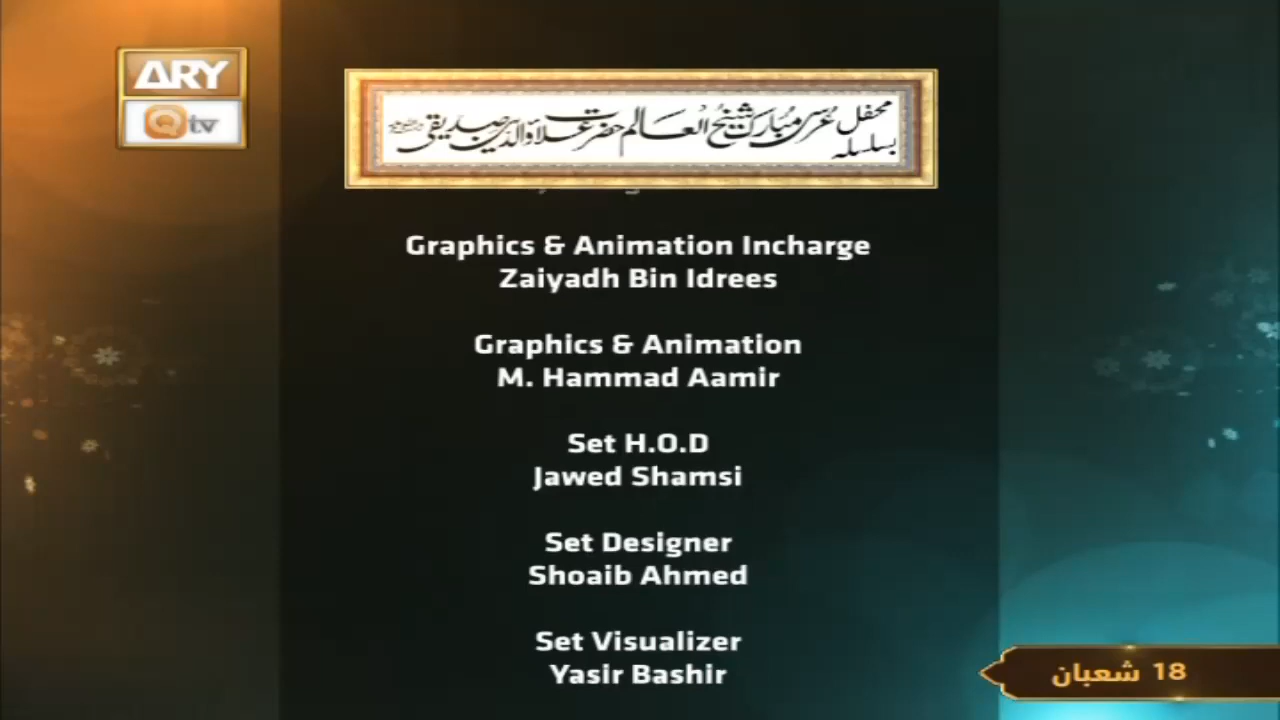 ARY
Qtv
محفل
بسلسلہ
عرس مبارک شیخ العالم حضرت علاؤالدین صدیقی
Graphics & Animation Incharge
Zaiyadh Bin Idrees
Graphics & Animation
M. Hammad Aamir
Set H.O.D
Jawed Shamsi
Set Designer
Shoaib Ahmed
Set Visualizer
Yasir Bashir
18 شعبان